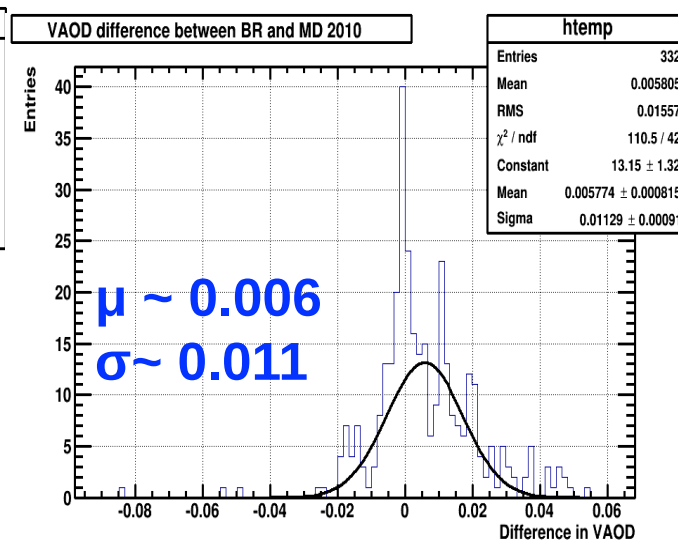 VAOD difference between BR and MD 2010
htemp
Entries 332
Mean 0.005805
RMS 0.01557
χ² / ndf 110.5 / 42
Constant 13.15 ± 1.32
Mean 0.005774 ± 0.000815
Sigma 0.01129 ± 0.00091
Entries
40
35
30
25
20
15
10
5
0
μ ~ 0.006
σ~ 0.011
-0.08 -0.06 -0.04 -0.02 0 0.02 0.04 0.06
Difference in VAOD